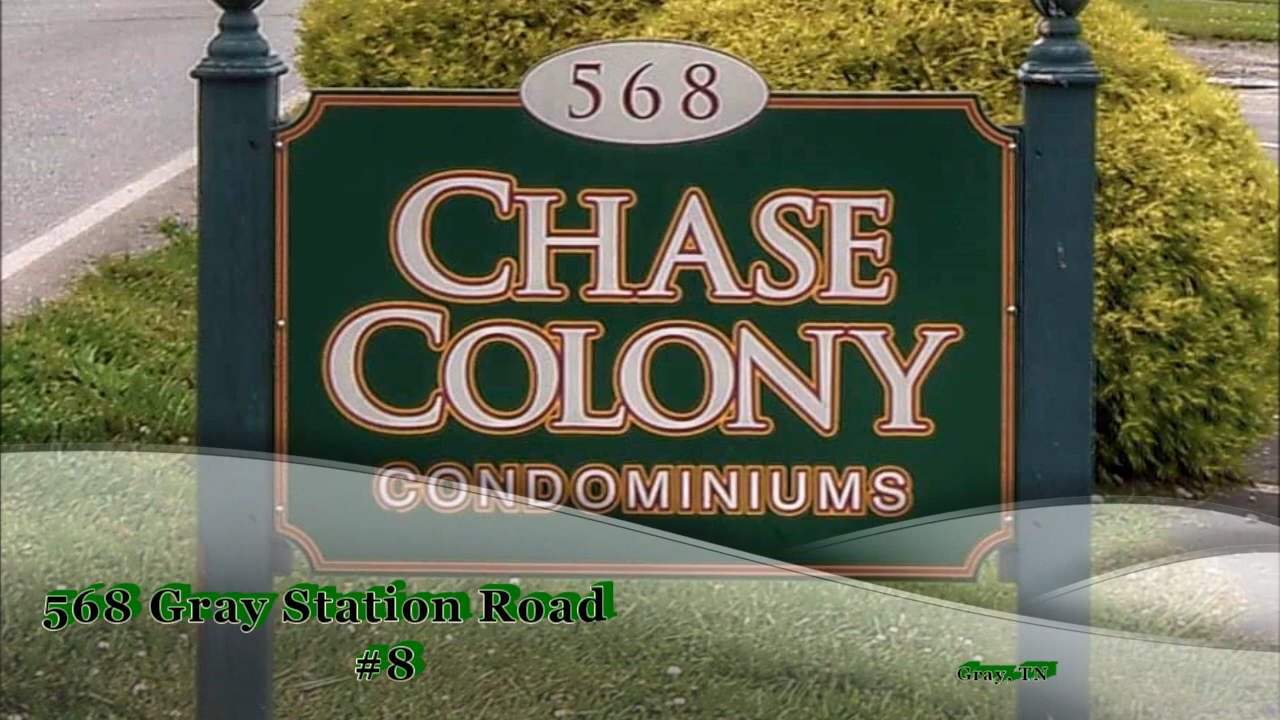 568
CHASE
COLONY
CONDOMINIUMS
568 Gray Station Road
#8
Gray, TN